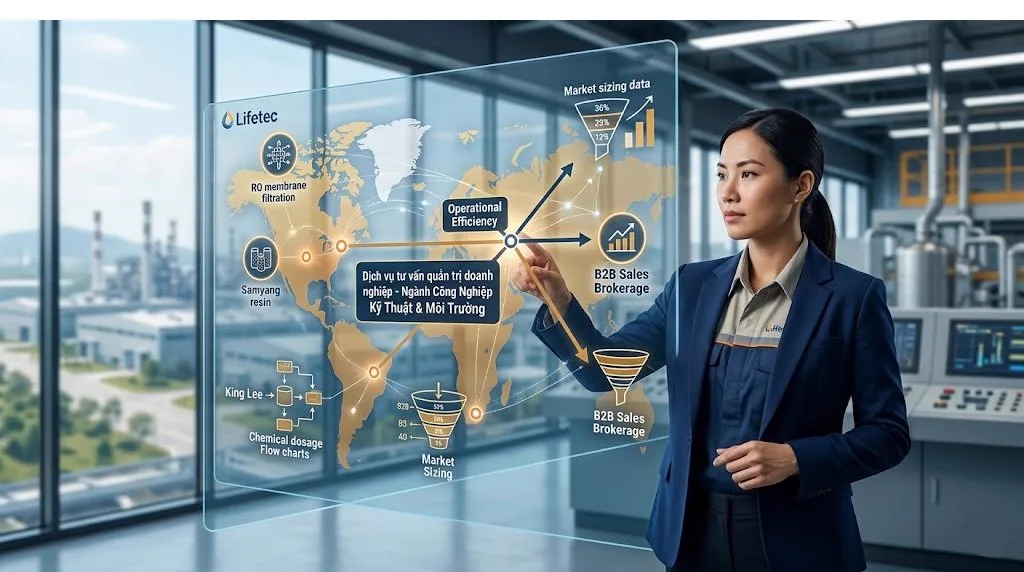 Lifetec
RO membrane
filtration
Samyang
resin
King Lee
Chemical dosage
Flow charts
Operational
Efficiency
Dịch vụ tư vấn quản trị doanh
nghiệp - Ngành Công Nghiệp
Kỹ Thuật & Môi Trường
Market
Sizing
Market sizing data
36%
23%
12%
B2B Sales
Brokerage
B2B Sales
Brokerage